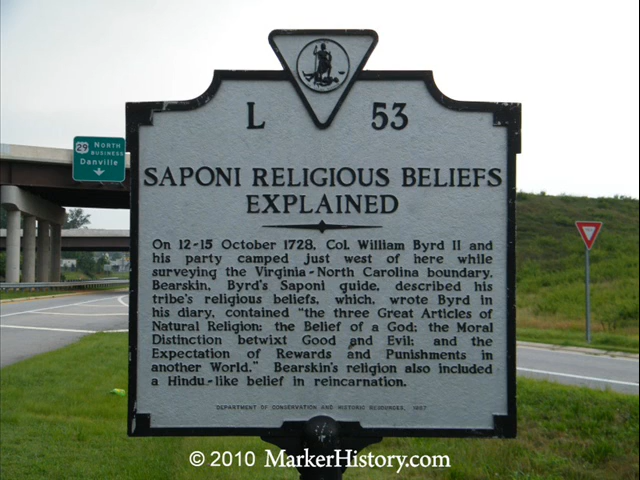 L 53
29 NORTH
BUSINESS
Danville
SAPONI RELIGIOUS BELIEFS
EXPLAINED
On 12-15 October 1728, Col. William Byrd II and
his party camped just west of here while
surveying the Virginia-North Carolina boundary.
Bearskin, Byrd's Saponi guide, described his
tribe's religious beliefs, which, wrote Byrd in
his diary, contained "the three Great Articles of
Natural Religion: the Belief of a God; the Moral
Distinction betwixt Good and Evil; and the
Expectation of Rewards and Punishments in
another World." Bearskin's religion also included
a Hindu-like belief in reincarnation.
DEPARTMENT OF CONSERVATION AND HISTORIC RESOURCES, 1987
© 2010 MarkerHistory.com